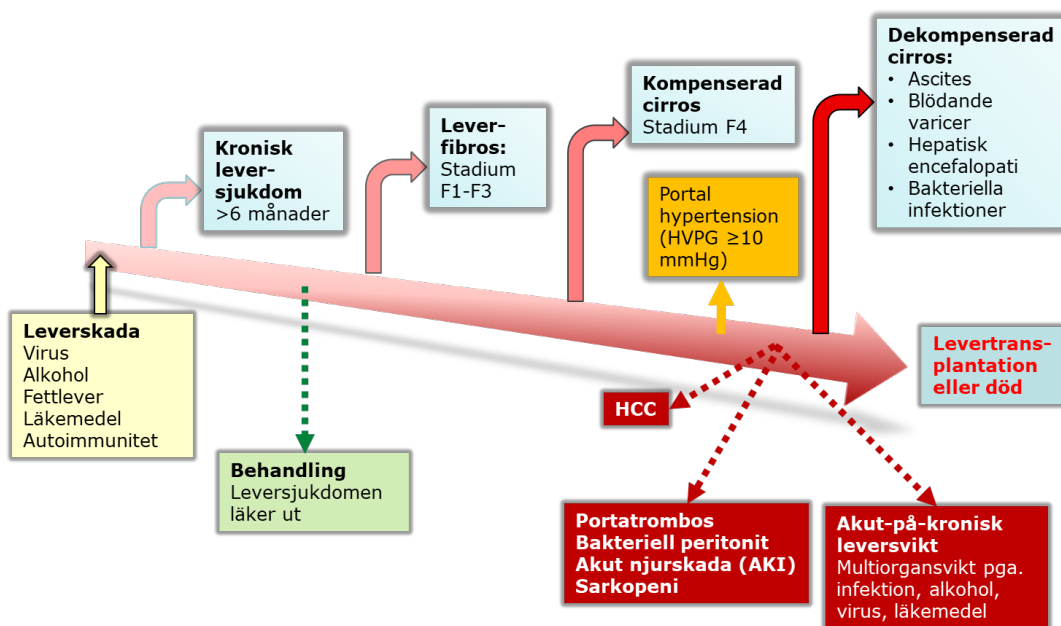 Dekompenserad
cirros:
• Ascites
• Blödande
varicer
• Hepatisk
encefalopati
• Bakteriella
infektioner
Kompenserad
cirros
Stadium F4
Lever-
fibros:
Stadium
F1-F3
Kronisk
lever-
sjukdom
>6 månader
Portal
hypertension
(HVPG ≥10
mmHg)
Leverskada
Virus
Alkohol
Fettlever
Läkemedel
Autoimmunitet
Levertrans-
plantation
eller död
HCC
Behandling
Leversjukdomen
läker ut
Portatrombos
Bakteriell peritonit
Akut njurskada (AKI)
Sarkopeni
Akut-på-kronisk
leversvikt
Multiorgansvikt pga.
infektion, alkohol,
virus, läkemedel